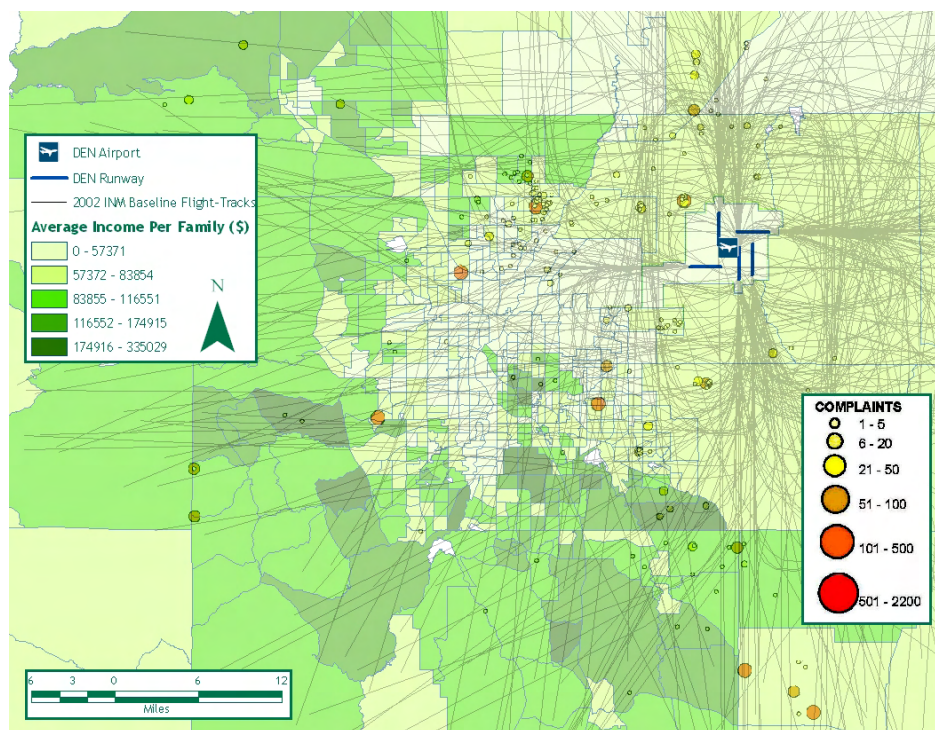 DEN Airport
DEN Runway
2002 INM Baseline Flight-Tracks
Average Income Per Family ($)
0 - 57371
57372 - 83854
83855 - 116551
116552 - 174915
174916 - 335029
N
COMPLAINTS
1 - 5
6 - 20
21 - 50
51 - 100
101 - 500
501 - 2200
6 3 0 6 12
Miles